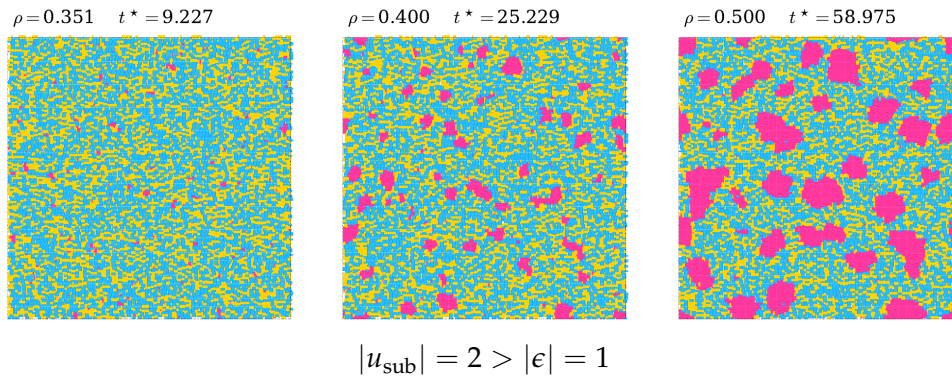 ρ = 0.351 t* = 9.227
ρ = 0.400 t* = 25.229
ρ = 0.500 t* = 58.975
|u_sub| = 2 > |ϵ| = 1